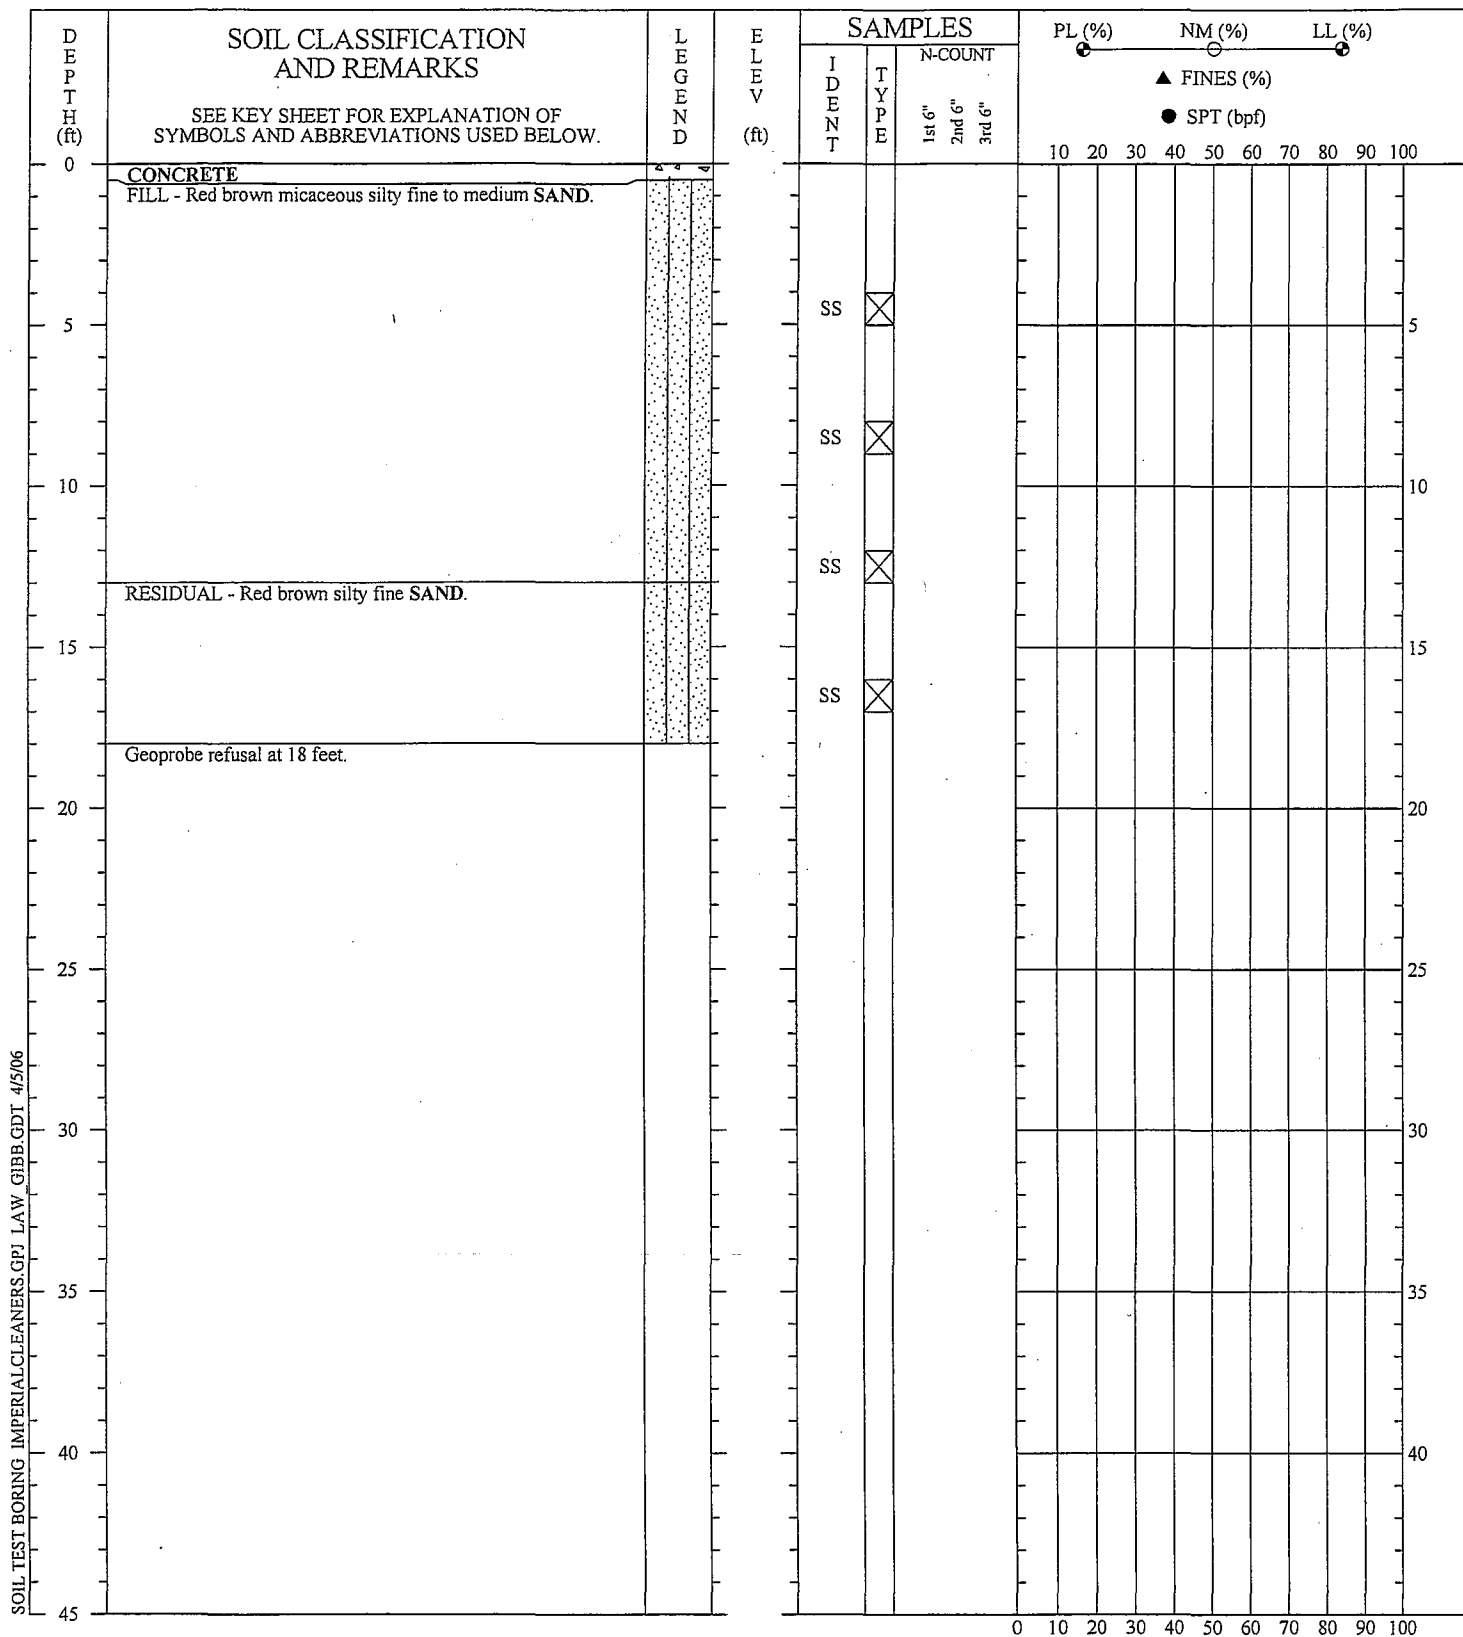 DEPTH (ft)
SOIL CLASSIFICATION
AND REMARKS
SEE KEY SHEET FOR EXPLANATION OF
SYMBOLS AND ABBREVIATIONS USED BELOW.
LEGEND
ELEV (ft)
SAMPLES
IDENT
TYPE
N-COUNT
1st 6"
2nd 6"
3rd 6"
PL (%) NM (%) LL (%)
▲ FINES (%)
● SPT (bpf)
10 20 30 40 50 60 70 80 90 100
0
CONCRETE
FILL - Red brown micaceous silty fine to medium SAND.
SS
5 5
SS
10 10
SS
RESIDUAL - Red brown silty fine SAND.
15 15
SS
Geoprobe refusal at 18 feet.
20 20
25 25
30 30
35 35
40 40
45
0 10 20 30 40 50 60 70 80 90 100
SOIL TEST BORING IMPERIALCLEANERS.GPJ LAW_GIBB.GDT 4/5/06